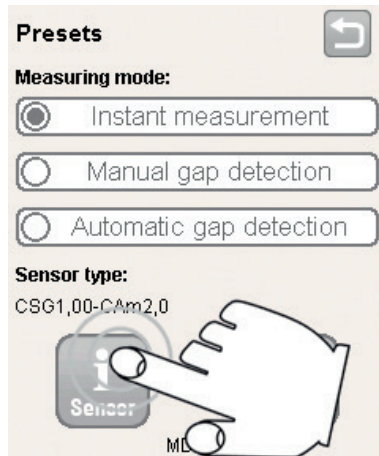 Presets
Measuring mode:
Instant measurement
Manual gap detection
Automatic gap detection
Sensor type:
CSG1,00-CAm2,0
i
Sensor